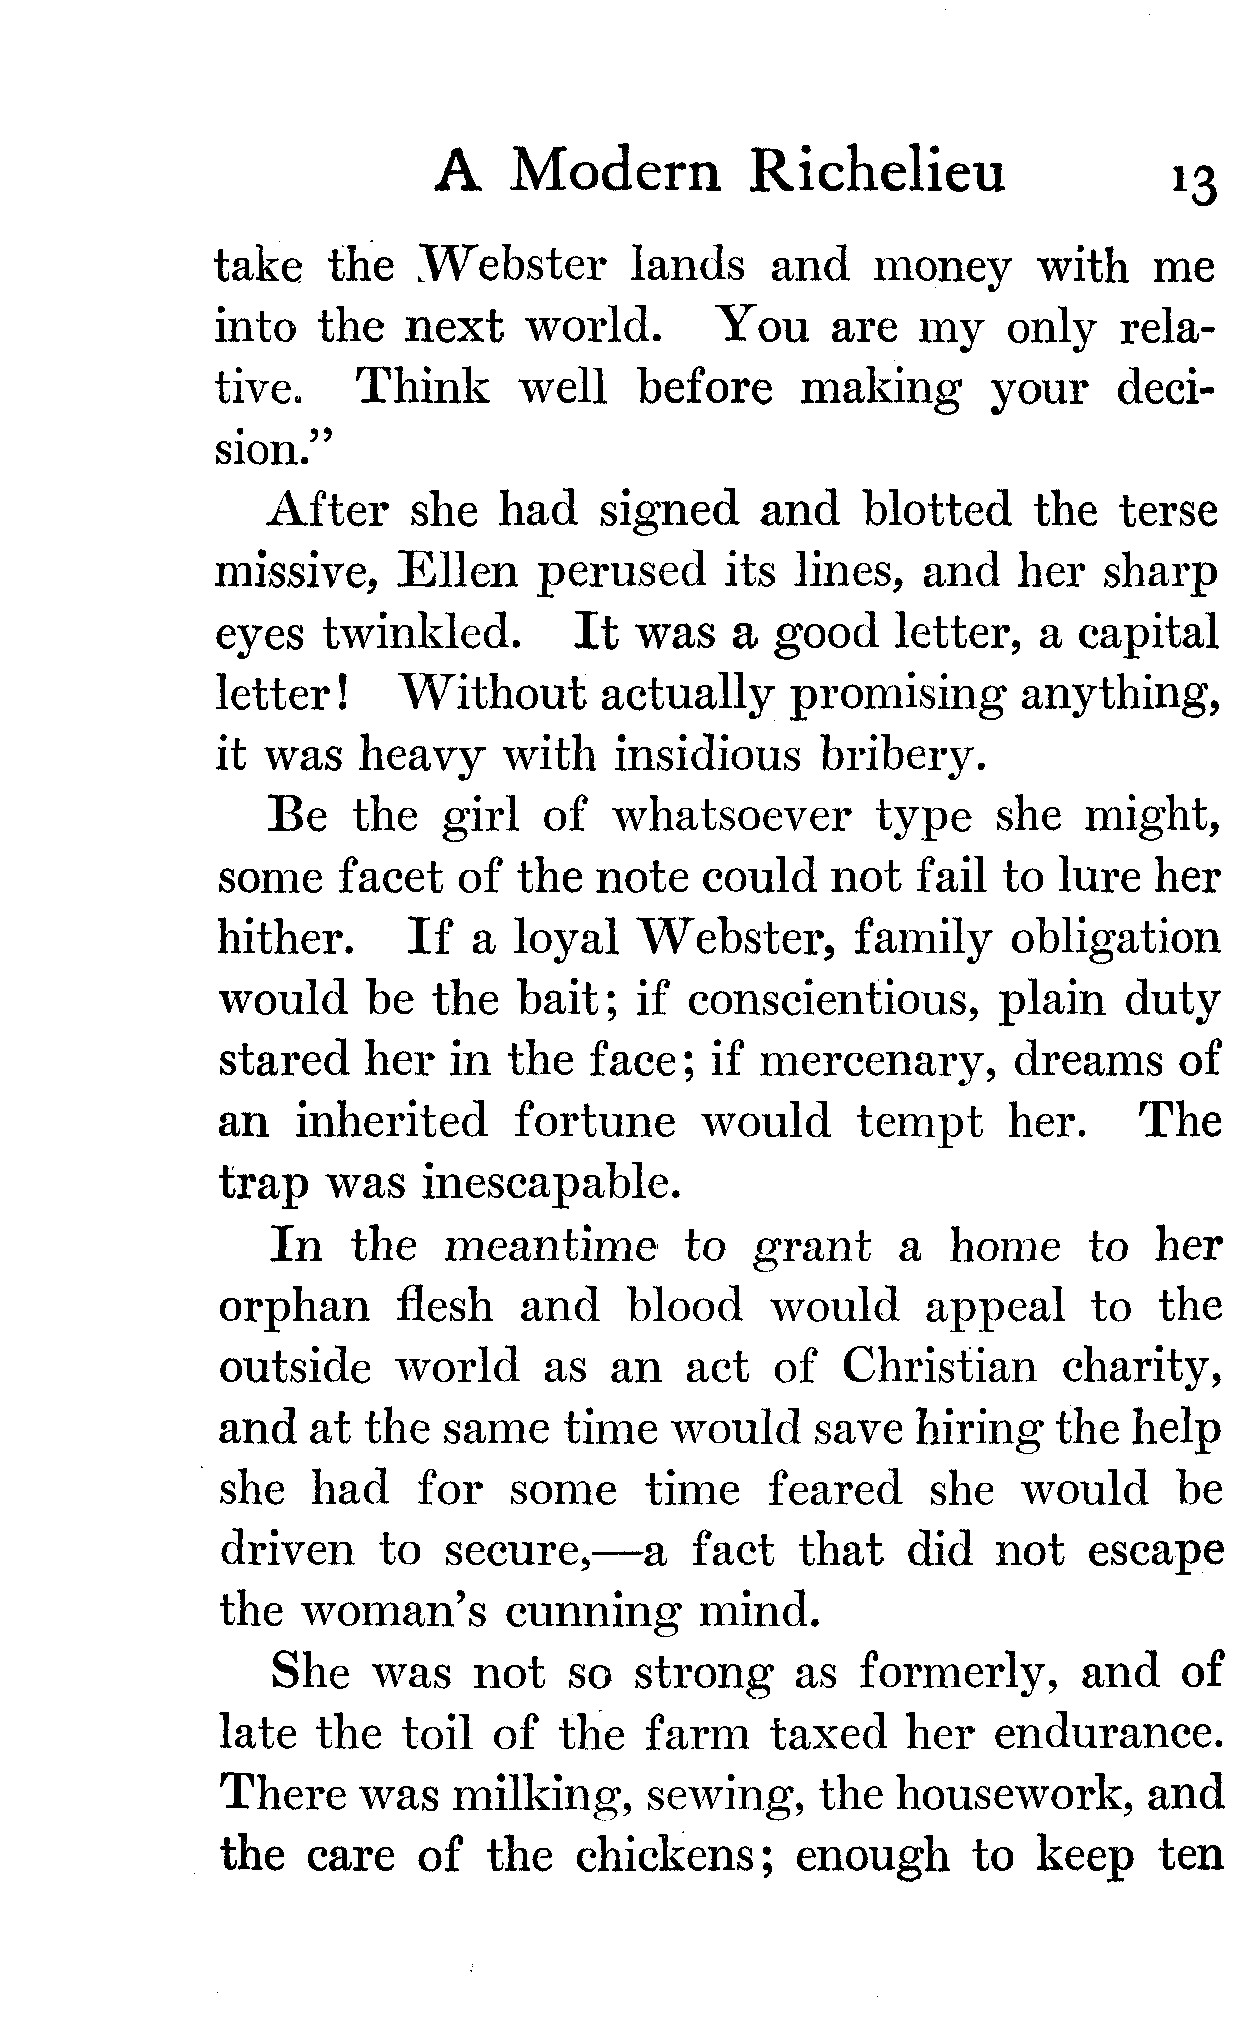 A Modern Richelieu 13
take the Webster lands and money with me
into the next world. You are my only rela-
tive. Think well before making your deci-
sion."
After she had signed and blotted the terse
missive, Ellen perused its lines, and her sharp
eyes twinkled. It was a good letter, a capital
letter! Without actually promising anything,
it was heavy with insidious bribery.
Be the girl of whatsoever type she might,
some facet of the note could not fail to lure her
hither. If a loyal Webster, family obligation
would be the bait; if conscientious, plain duty
stared her in the face; if mercenary, dreams of
an inherited fortune would tempt her. The
trap was inescapable.
In the meantime to grant a home to her
orphan flesh and blood would appeal to the
outside world as an act of Christian charity,
and at the same time would save hiring the help
she had for some time feared she would be
driven to secure,—a fact that did not escape
the woman's cunning mind.
She was not so strong as formerly, and of
late the toil of the farm taxed her endurance.
There was milking, sewing, the housework, and
the care of the chickens; enough to keep ten